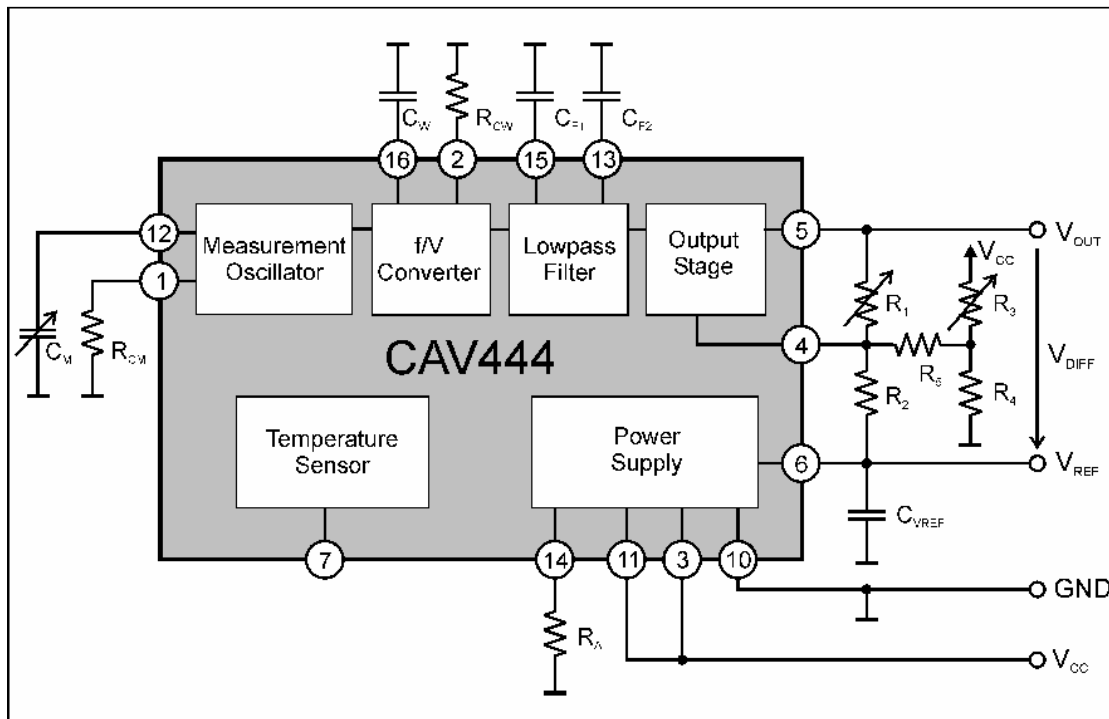 C_W
R_CW
C_F1
C_F2
16
2
15
13
12
Measurement
Oscillator
f/V
Converter
Lowpass
Filter
Output
Stage
5
V_OUT
V_CC
1
R_1
R_3
C_M
R_CM
CAV444
4
R_5
V_DIFF
R_2
R_4
Temperature
Sensor
Power
Supply
6
V_REF
C_VREF
7
14
11
3
10
GND
R_A
V_CC